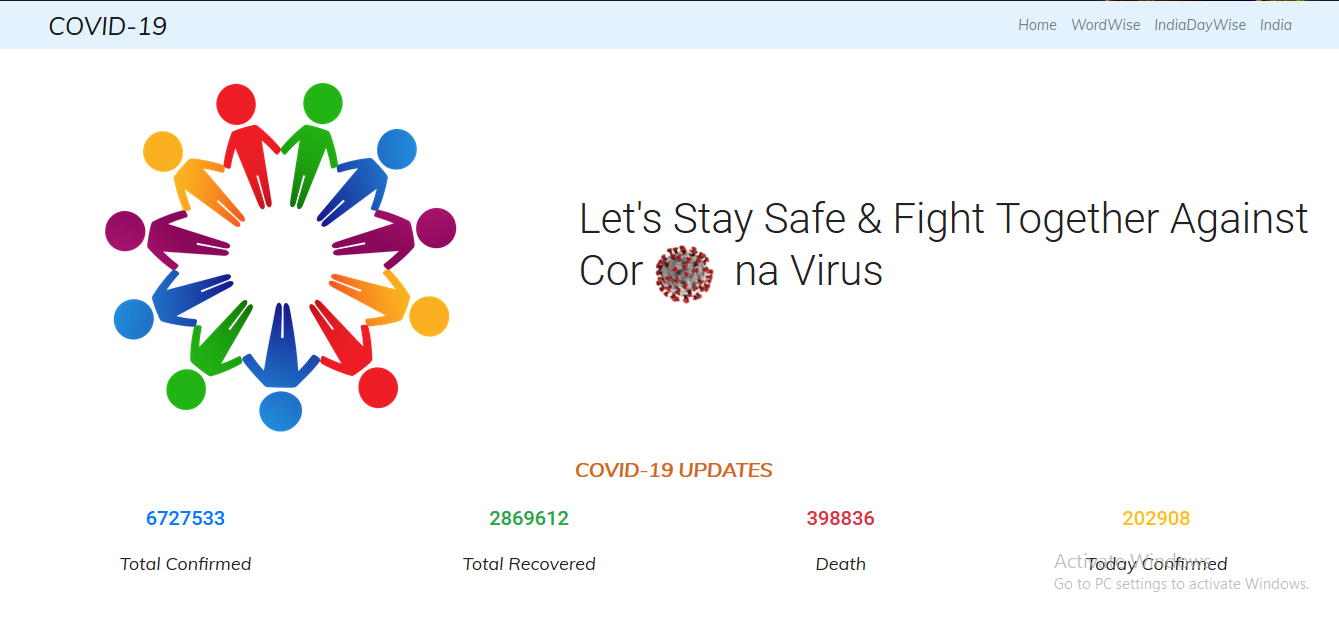 COVID-19
Home WordWise IndiaDayWise India
Let's Stay Safe & Fight Together Against
Cor na Virus
COVID-19 UPDATES
6727533 2869612 398836 202908
Total Confirmed Total Recovered Death Today Confirmed
Activate Windows
Go to PC settings to activate Windows.